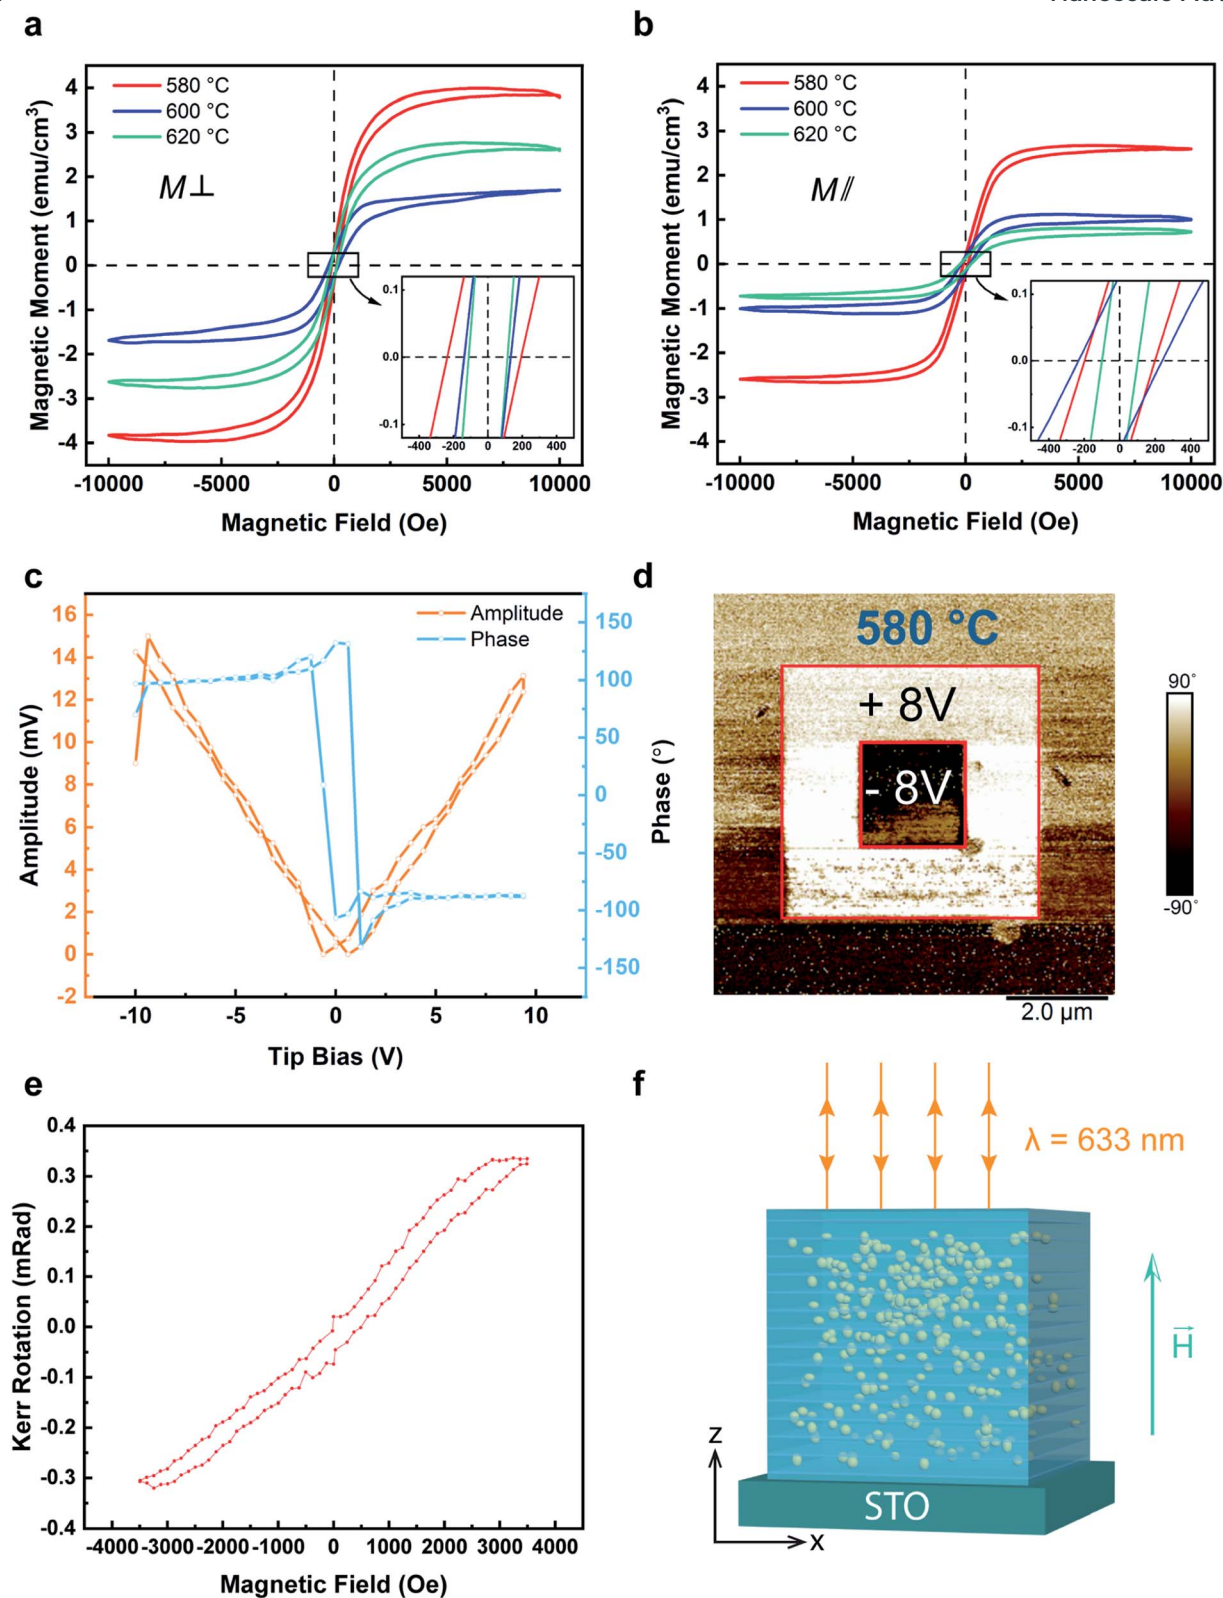 a
b
580 °C
600 °C
620 °C
M⊥
Magnetic Moment (emu/cm³)
4
3
2
1
0
-1
-2
-3
-4
0.1
0.0
-0.1
-400 -200 0 200 400
-10000 -5000 0 5000 10000
Magnetic Field (Oe)
580 °C
600 °C
620 °C
M//
Magnetic Moment (emu/cm³)
4
3
2
1
0
-1
-2
-3
-4
0.1
0.0
-0.1
-400 -200 0 200 400
-10000 -5000 0 5000 10000
Magnetic Field (Oe)
c
Amplitude
Phase
Amplitude (mV)
16
14
12
10
8
6
4
2
0
-2
150
100
50
0
-50
-100
-150
Phase (°)
-10 -5 0 5 10
Tip Bias (V)
d
580 °C
+ 8V
- 8V
90°
-90°
2.0 µm
e
Kerr Rotation (mRad)
0.4
0.3
0.2
0.1
0.0
-0.1
-0.2
-0.3
-0.4
-4000 -3000 -2000 -1000 0 1000 2000 3000 4000
Magnetic Field (Oe)
f
λ = 633 nm
H
z
x
STO